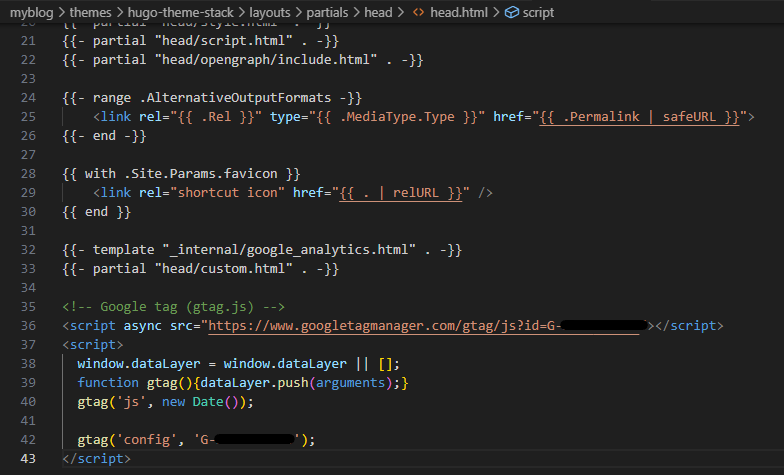 myblog > themes > hugo-theme-stack > layouts > partials > head > <> head.html > script
20 {{- partial "head/style.html" . -}}
21 {{- partial "head/script.html" . -}}
22 {{- partial "head/opengraph/include.html" . -}}
23
24 {{- range .AlternativeOutputFormats -}}
25     <link rel="{{ .Rel }}" type="{{ .MediaType.Type }}" href="{{ .Permalink | safeURL }}">
26 {{- end -}}
27
28 {{ with .Site.Params.favicon }}
29     <link rel="shortcut icon" href="{{ . | relURL }}" />
30 {{ end }}
31
32 {{- template "_internal/google_analytics.html" . -}}
33 {{- partial "head/custom.html" . -}}
34
35 <!-- Google tag (gtag.js) -->
36 <script async src="https://www.googletagmanager.com/gtag/js?id=G-></script>
37 <script>
38   window.dataLayer = window.dataLayer || [];
39   function gtag(){dataLayer.push(arguments);}
40   gtag('js', new Date());
41
42   gtag('config', 'G-');
43 </script>